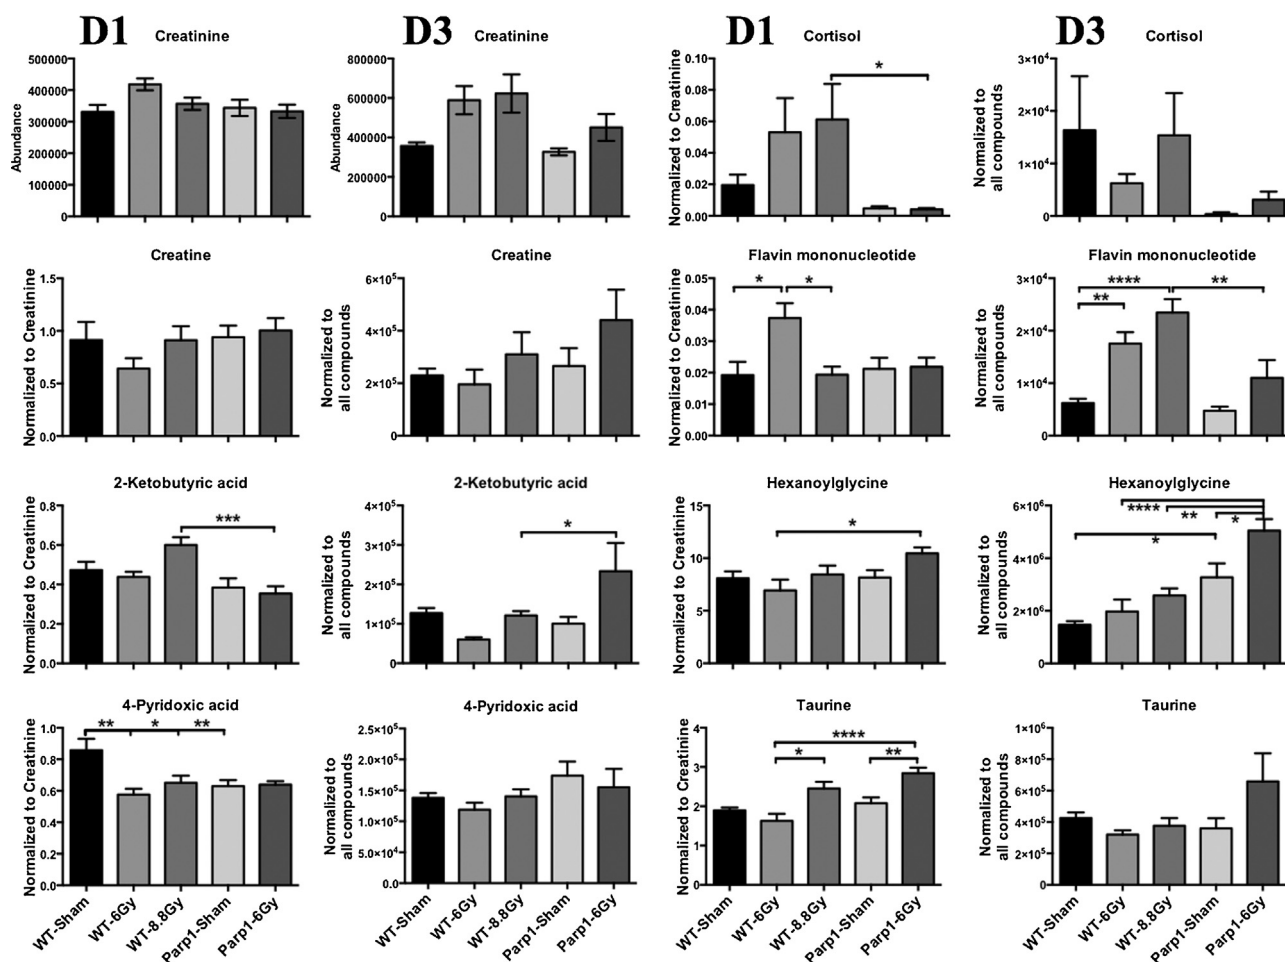 D1 Creatinine
Abundance
500000
400000
300000
200000
100000
0
D3 Creatinine
Abundance
800000
600000
400000
200000
0
D1 Cortisol
Normalized to Creatinine
0.10
0.08
0.06
0.04
0.02
0.00
*
D3 Cortisol
Normalized to
all compounds
3×10⁴
2×10⁴
1×10⁴
0
Creatine
Normalized to Creatinine
1.5
1.0
0.5
0.0
Creatine
Normalized to
all compounds
6×10⁵
4×10⁵
2×10⁵
0
Flavin mononucleotide
Normalized to Creatinine
0.05
0.04
0.03
0.02
0.01
0.00
* *
Flavin mononucleotide
Normalized to
all compounds
3×10⁴
2×10⁴
1×10⁴
0
**** **
**
2-Ketobutyric acid
Normalized to Creatinine
0.8
0.6
0.4
0.2
0.0
***
2-Ketobutyric acid
Normalized to
all compounds
4×10⁵
3×10⁵
2×10⁵
1×10⁵
0
*
Hexanoylglycine
Normalized to Creatinine
15
10
5
0
*
Hexanoylglycine
Normalized to
all compounds
6×10⁶
4×10⁶
2×10⁶
0
**** ** *
*
4-Pyridoxic acid
Normalized to Creatinine
1.0
0.8
0.6
0.4
0.2
0.0
** * **
WT-Sham
WT-6Gy
WT-8.8Gy
Parp1-Sham
Parp1-6Gy
4-Pyridoxic acid
Normalized to
all compounds
2.5×10⁵
2.0×10⁵
1.5×10⁵
1.0×10⁵
5.0×10⁴
0.0
WT-Sham
WT-6Gy
WT-8.8Gy
Parp1-Sham
Parp1-6Gy
Taurine
Normalized to Creatinine
4
3
2
1
0
****
* **
WT-Sham
WT-6Gy
WT-8.8Gy
Parp1-Sham
Parp1-6Gy
Taurine
Normalized to
all compounds
1×10⁶
8×10⁵
6×10⁵
4×10⁵
2×10⁵
0
WT-Sham
WT-6Gy
WT-8.8Gy
Parp1-Sham
Parp1-6Gy